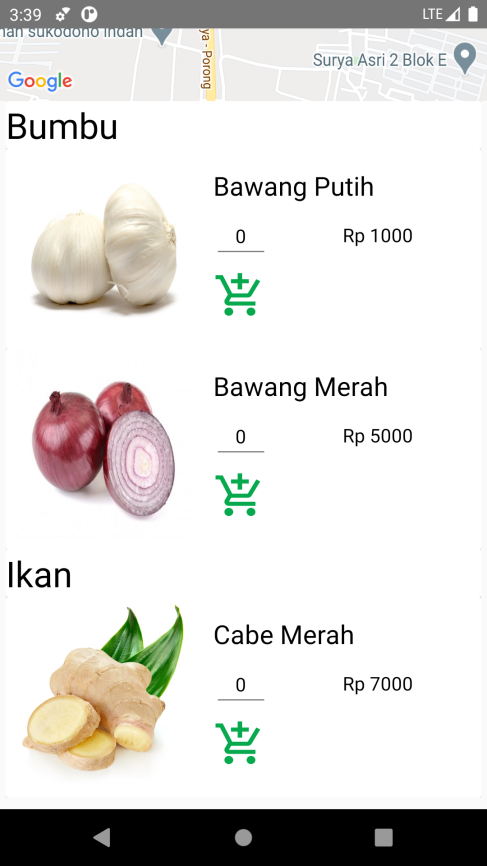 3:39
LTE
sukodono indah
Surya Asri 2 Blok E
ya - Porong
Google
Bumbu
Bawang Putih
0
Rp 1000
Bawang Merah
0
Rp 5000
Ikan
Cabe Merah
0
Rp 7000